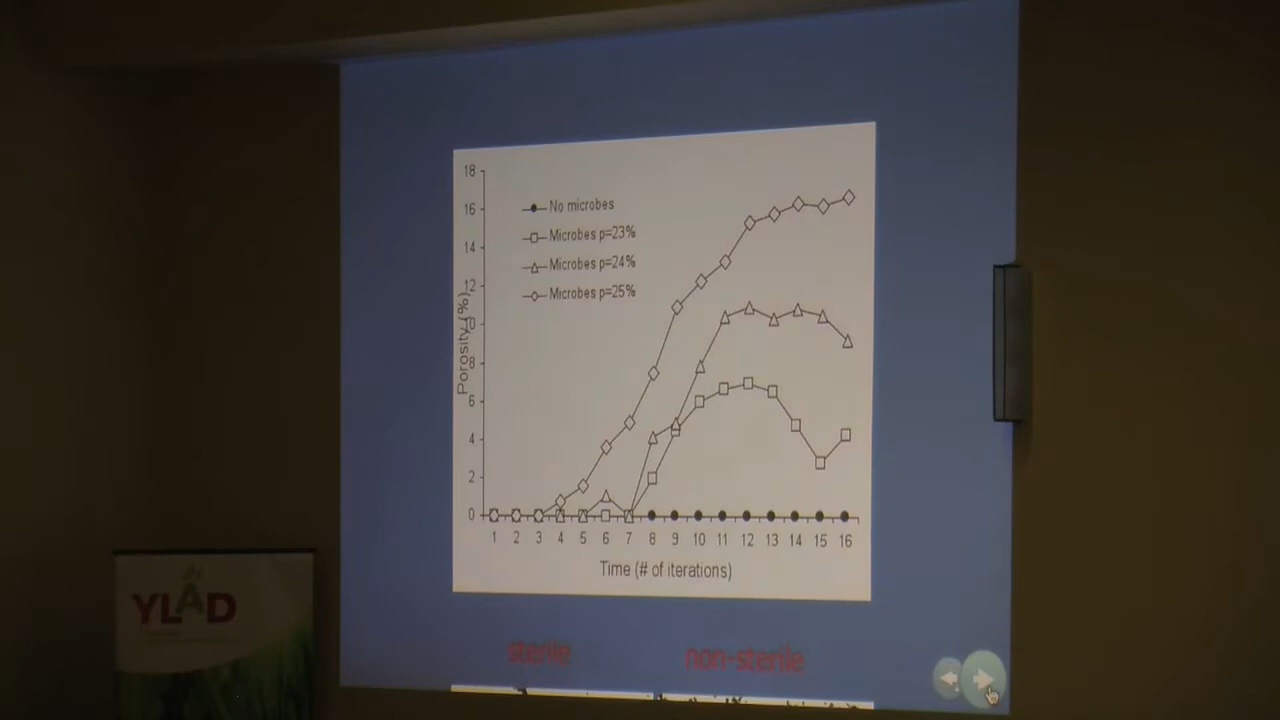 18
16
14
12
10
8
6
4
2
0
Porosity (%)
No microbes
Microbes p=23%
Microbes p=24%
Microbes p=25%
1 2 3 4 5 6 7 8 9 10 11 12 13 14 15 16
Time (# of iterations)
sterile non-sterile
YLAD